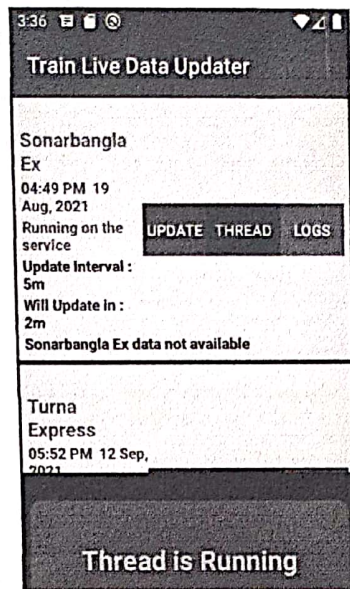 3:36
Train Live Data Updater
Sonarbangla
Ex
04:49 PM 19
Aug, 2021
Running on the
service
UPDATE THREAD LOGS
Update Interval :
5m
Will Update in :
2m
Sonarbangla Ex data not available
Turna
Express
05:52 PM 12 Sep,
2021
Thread is Running